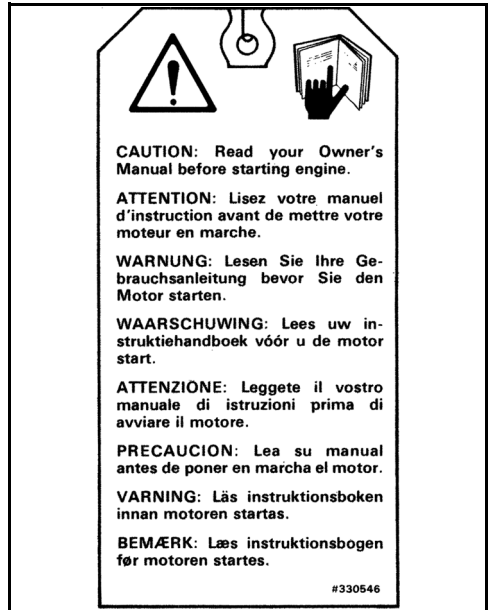 CAUTION: Read your Owner's
Manual before starting engine.
ATTENTION: Lisez votre manuel
d'instruction avant de mettre votre
moteur en marche.
WARNUNG: Lesen Sie Ihre Ge-
brauchsanleitung bevor Sie den
Motor starten.
WAARSCHUWING: Lees uw in-
struktiehandboek vóór u de motor
start.
ATTENZIONE: Leggete il vostro
manuale di istruzioni prima di
avviare il motore.
PRECAUCION: Lea su manual
antes de poner en marcha el motor.
VARNING: Läs instruktionsboken
innan motoren startas.
BEMÆRK: Læs instruktionsbogen
før motoren startes.
#330546